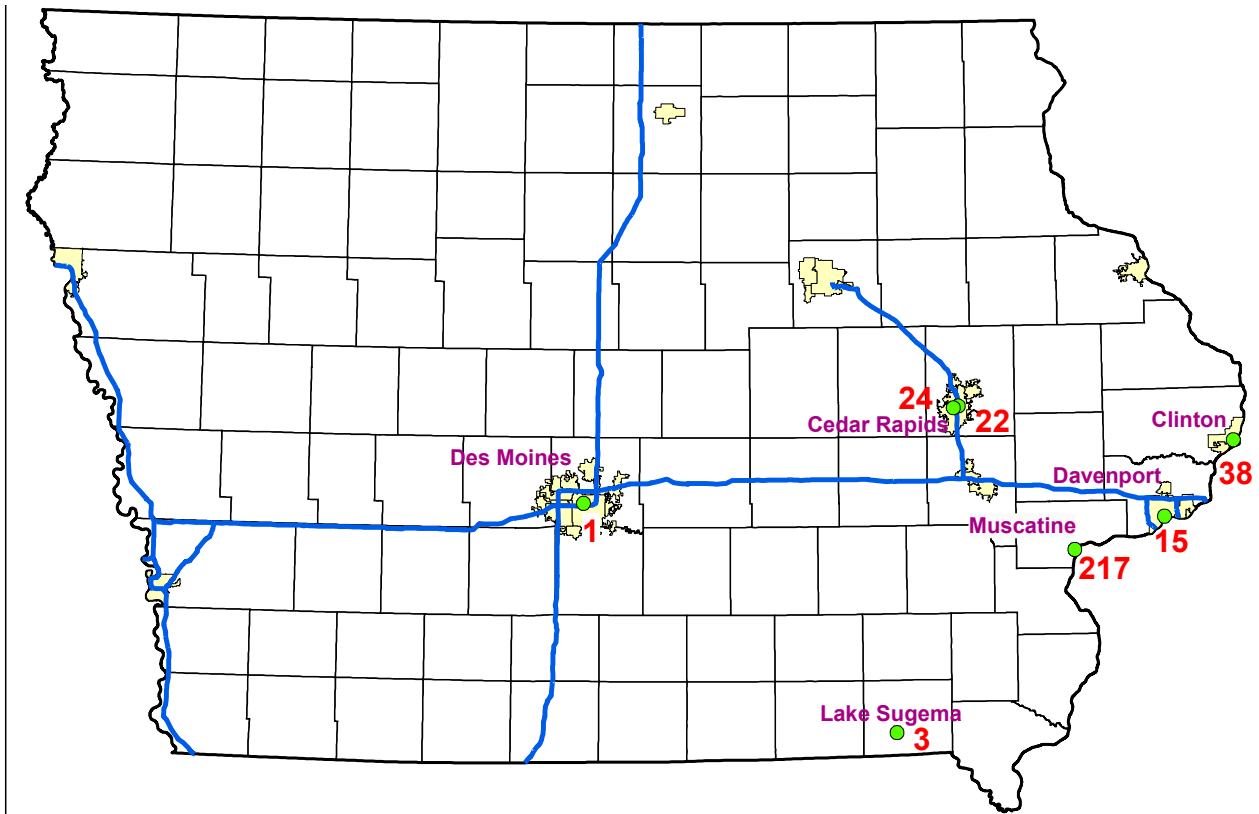 24
22
Cedar Rapids
Clinton
38
Des Moines
1
Davenport
15
Muscatine
217
Lake Sugema
3